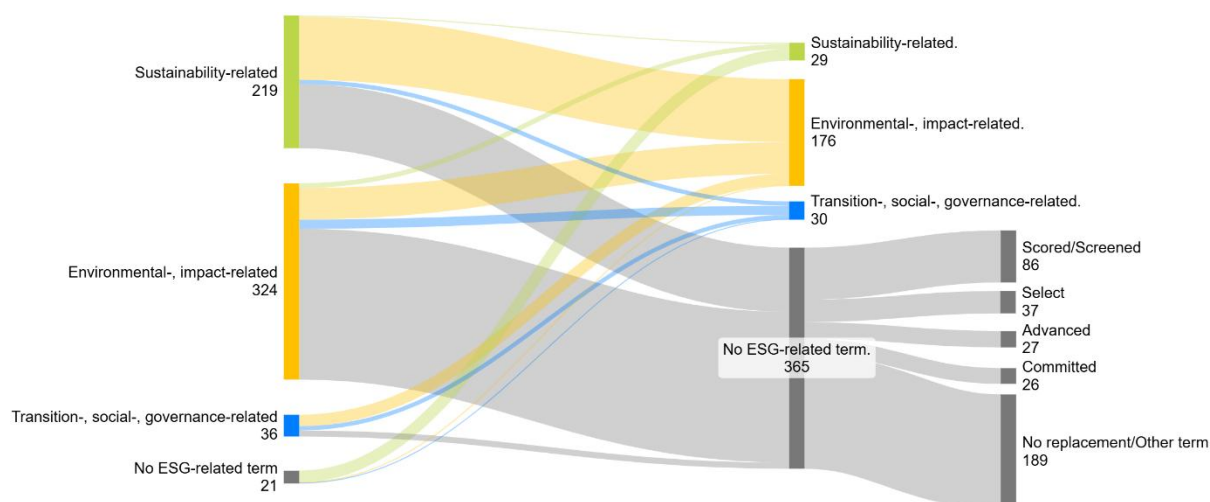 Sustainability-related
219
Environmental-, impact-related
324
Transition-, social-, governance-related
36
No ESG-related term
21
Sustainability-related.
29
Environmental-, impact-related.
176
Transition-, social-, governance-related.
30
No ESG-related term.
365
Scored/Screened
86
Select
37
Advanced
27
Committed
26
No replacement/Other term
189